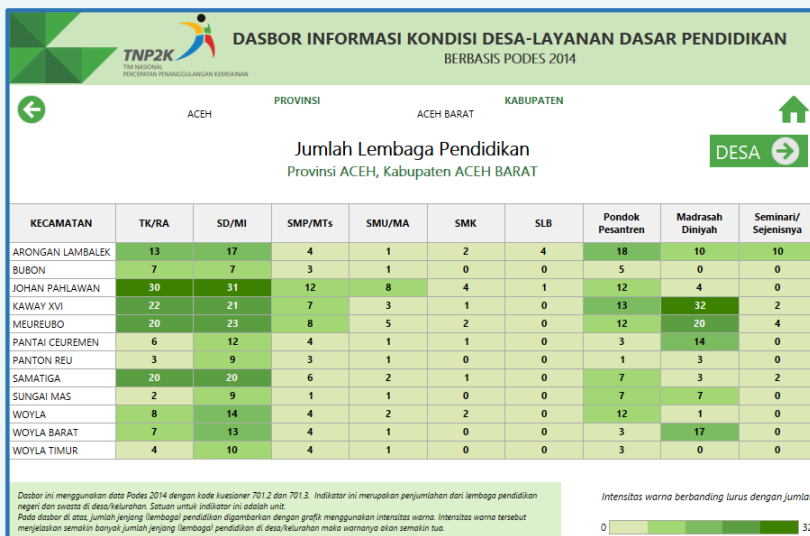 TNP2K
TIM NASIONAL
PERCEPATAN PENANGGULANGAN KEMISKINAN
DASBOR INFORMASI KONDISI DESA-LAYANAN DASAR PENDIDIKAN
BERBASIS PODES 2014
PROVINSI KABUPATEN
ACEH ACEH BARAT
Jumlah Lembaga Pendidikan
Provinsi ACEH, Kabupaten ACEH BARAT
DESA
KECAMATAN TK/RA SD/MI SMP/MTs SMU/MA SMK SLB Pondok Pesantren Madrasah Diniyah Seminari/ Sejenisnya
ARONGAN LAMBALEK 13 17 4 1 2 4 18 10 10
BUBON 7 7 3 1 0 0 5 0 0
JOHAN PAHLAWAN 30 31 12 8 4 1 12 4 0
KAWAY XVI 22 21 7 3 1 0 13 32 2
MEUREUBO 20 23 8 5 2 0 12 20 4
PANTAI CEUREMEN 6 12 4 1 1 0 3 14 0
PANTON REU 3 9 3 1 0 0 1 3 0
SAMATIGA 20 20 6 2 1 0 7 3 2
SUNGAI MAS 2 9 1 1 0 0 7 7 0
WOYLA 8 14 4 2 2 0 12 1 0
WOYLA BARAT 7 13 4 1 0 0 3 17 0
WOYLA TIMUR 4 10 4 1 0 0 3 0 0
Dasbor ini menggunakan data Podes 2014 dengan kode kuesioner 701.2 dan 701.3. Indikator ini merupakan penjumlahan dari lembaga pendidikan
negeri dan swasta di desa/kelurahan. Satuan untuk indikator ini adalah unit.
Pada dasbor di atas, jumlah jenjang (lembaga) pendidikan digambarkan dengan grafik menggunakan intensitas warna. Intensitas warna tersebut
menjelaskan semakin banyak jumlah jenjang (lembaga) pendidikan di desa/kelurahan maka warnanya akan semakin tua.
Intensitas warna berbanding lurus dengan jumlah
0 32